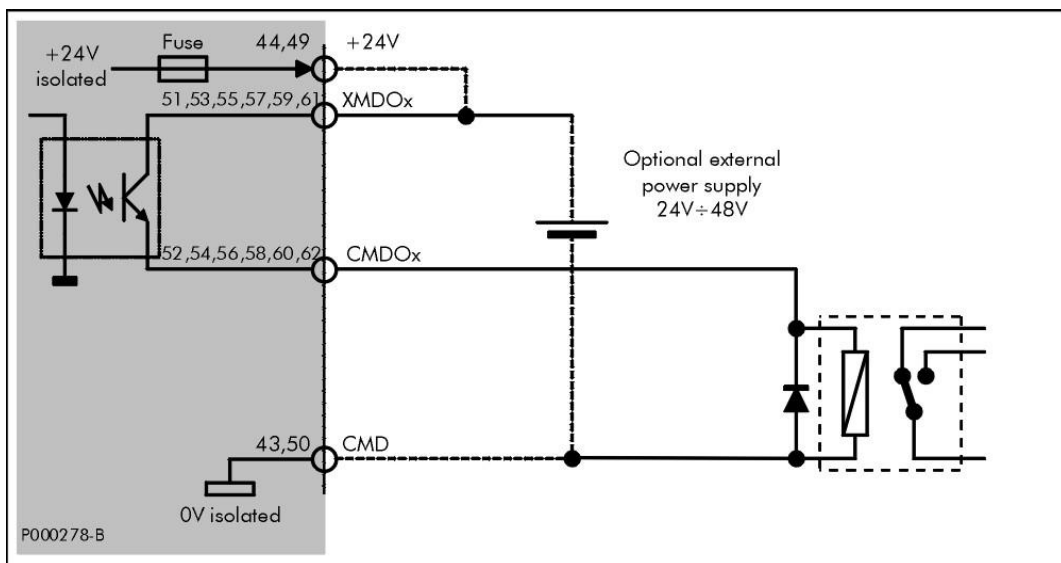 Fuse
44,49
+24V
+24V
isolated
51,53,55,57,59,61
XMDOx
Optional external
power supply
24V÷48V
52,54,56,58,60,62
CMDOx
43,50
CMD
0V isolated
P000278-B